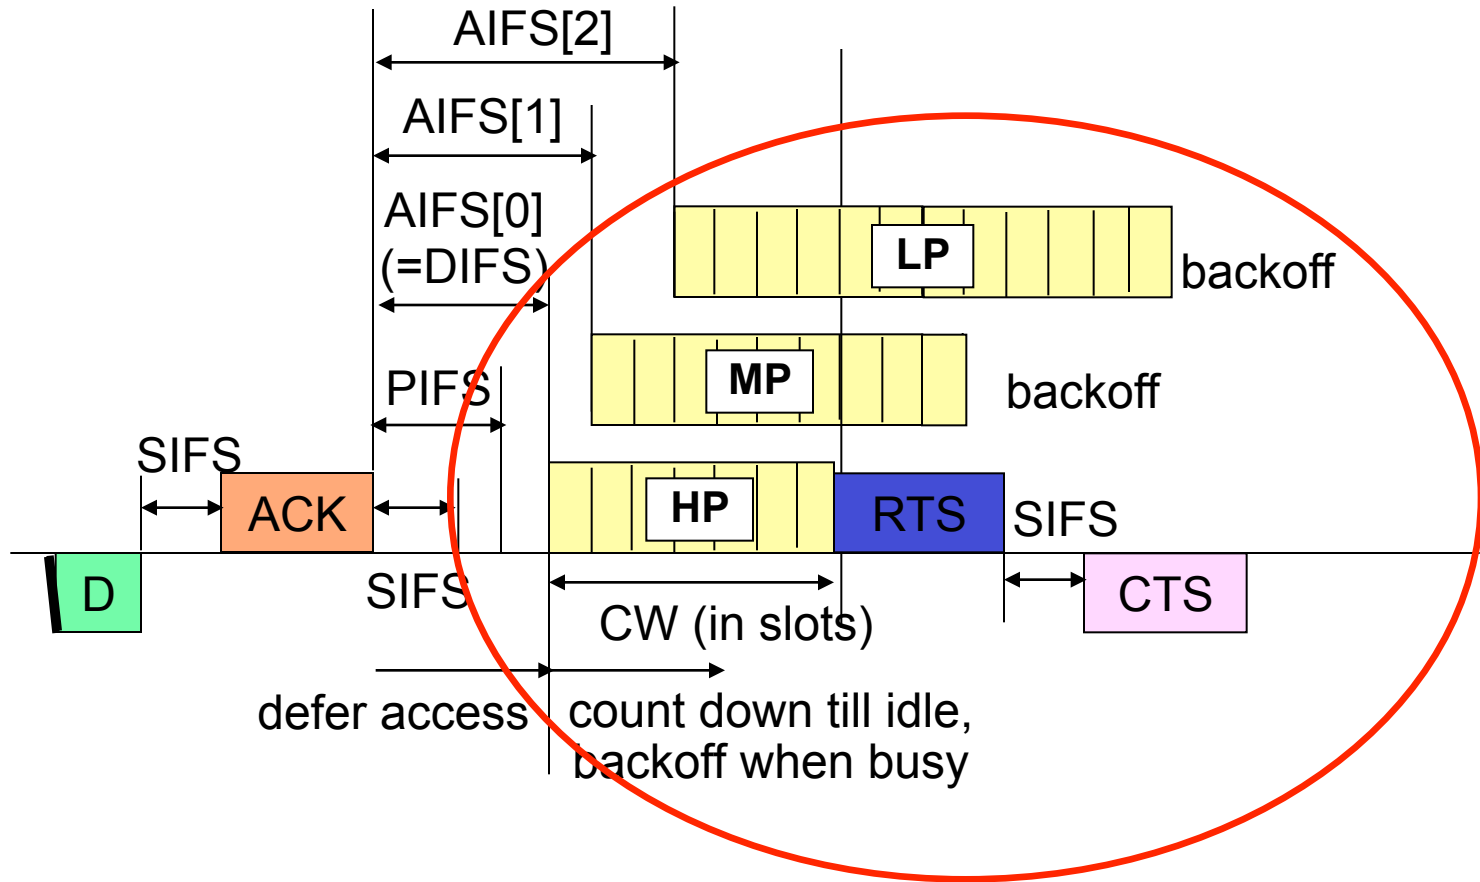 AIFS[2]
AIFS[1]
AIFS[0]
(=DIFS)
LP
backoff
PIFS
MP
backoff
SIFS
ACK
HP
RTS
SIFS
D
SIFS
CTS
CW (in slots)
defer access
count down till idle,
backoff when busy